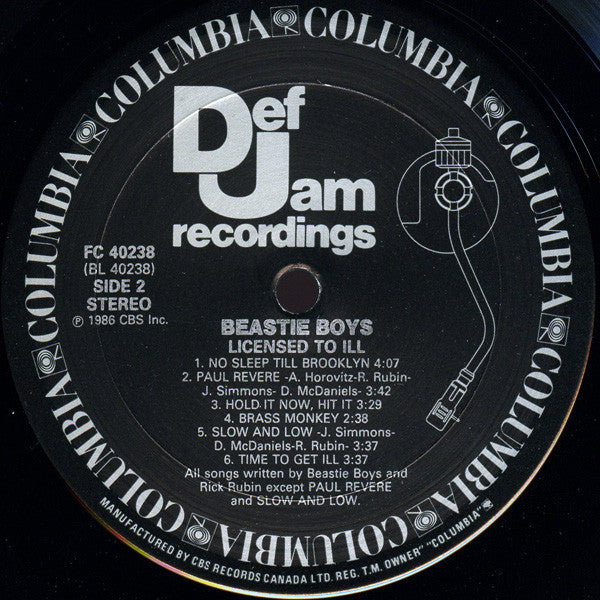 COLUMBIA COLUMBIA COLUMBIA COLUMBIA COLUMBIA COLUMBIA COLUMBIA COLUMBIA
Def
Jam
recordings
FC 40238
(BL 40238)
SIDE 2
STEREO
℗ 1986 CBS Inc.
BEASTIE BOYS
LICENSED TO ILL
1. NO SLEEP TILL BROOKLYN 4:07
2. PAUL REVERE -A. Horovitz-R. Rubin-
J. Simmons- D. McDaniels- 3:42
3. HOLD IT NOW, HIT IT 3:29
4. BRASS MONKEY 2:38
5. SLOW AND LOW -J. Simmons-
D. McDaniels-R. Rubin- 3:37
6. TIME TO GET ILL 3:37
All songs written by Beastie Boys and
Rick Rubin except PAUL REVERE
and SLOW AND LOW.
MANUFACTURED BY CBS RECORDS CANADA LTD. REG. T.M. OWNER "COLUMBIA"